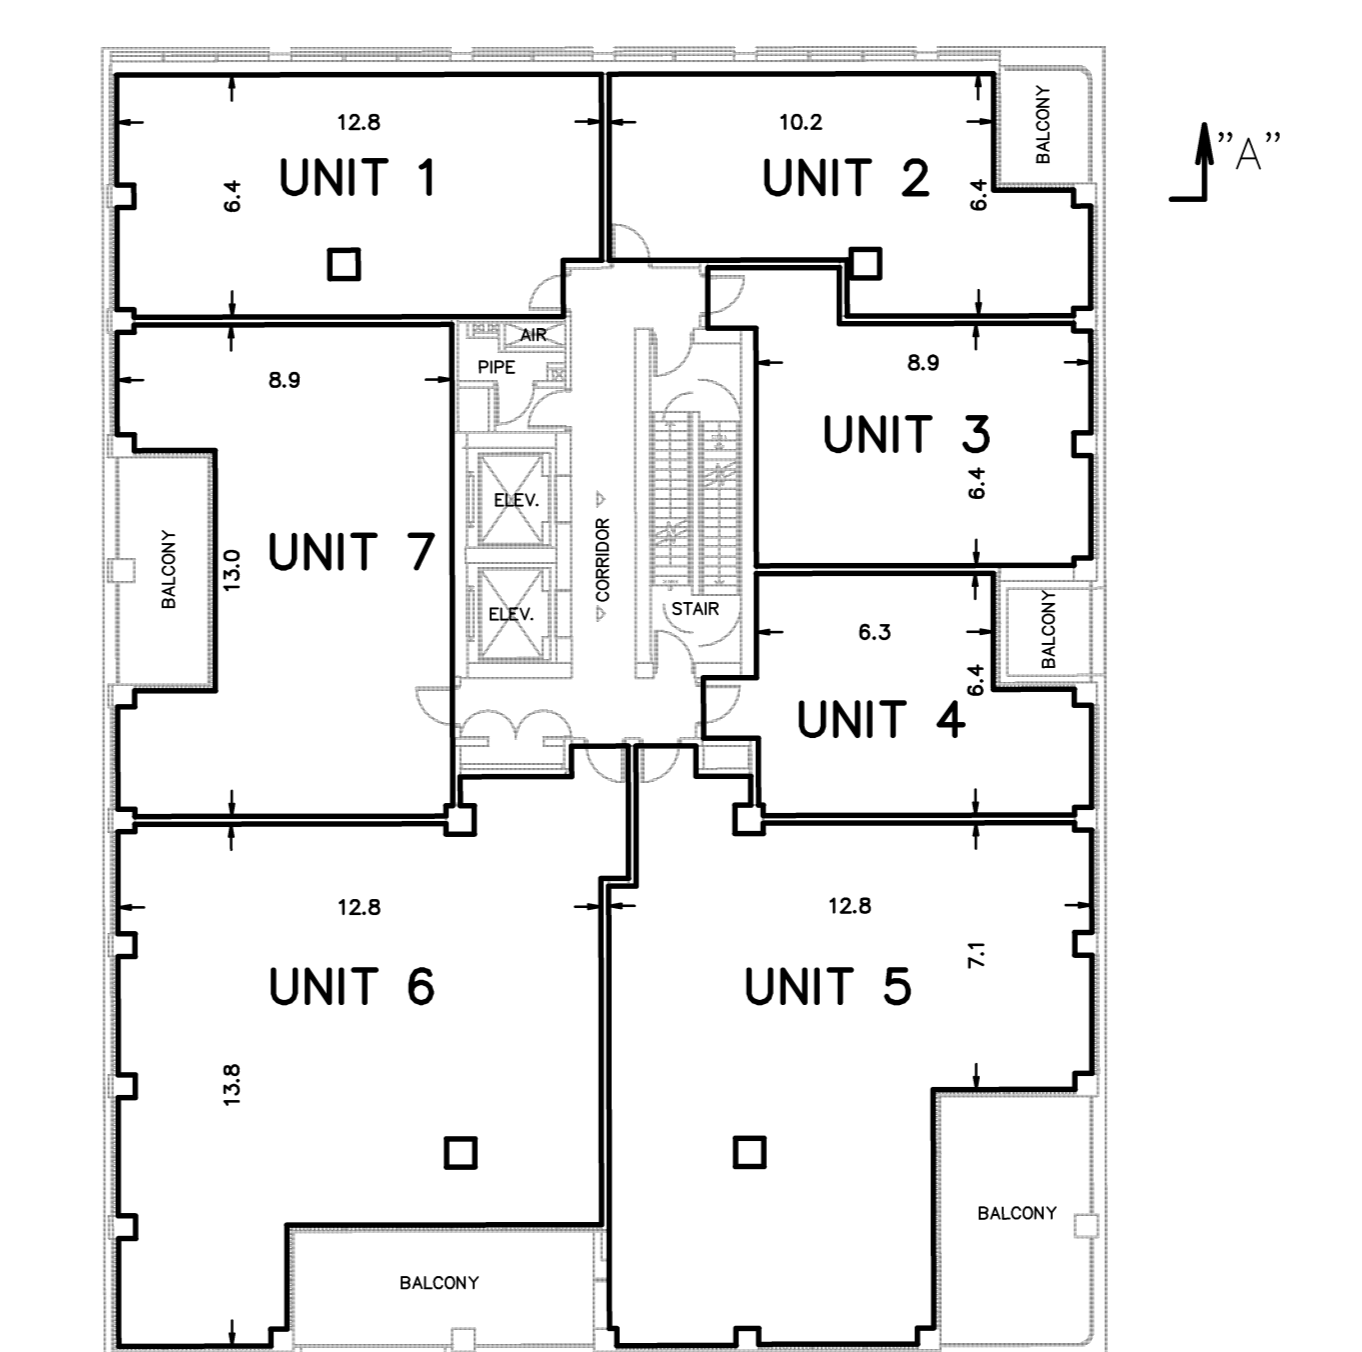 BALCONY
12.8
10.2
"A"
UNIT 1
UNIT 2
6.4
6.4
AIR
PIPE
8.9
8.9
UNIT 3
6.4
ELEV.
UNIT 7
13.0
BALCONY
CORRIDOR
ELEV.
STAIR
6.3
BALCONY
6.4
UNIT 4
12.8
12.8
7.1
UNIT 6
UNIT 5
13.8
BALCONY
BALCONY